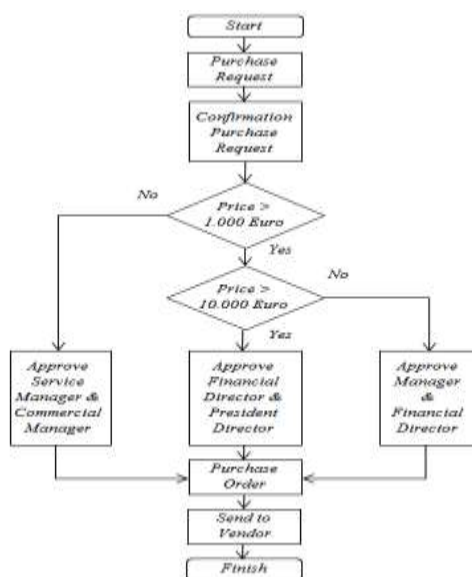 Start
Purchase
Request
Confirmation
Purchase
Request
No
Price >
1.000 Euro
Yes
No
Price >
10.000 Euro
Yes
Approve
Service
Manager &
Commercial
Manager
Approve
Financial
Director &
President
Director
Approve
Manager
&
Financial
Director
Purchase
Order
Send to
Vendor
Finish